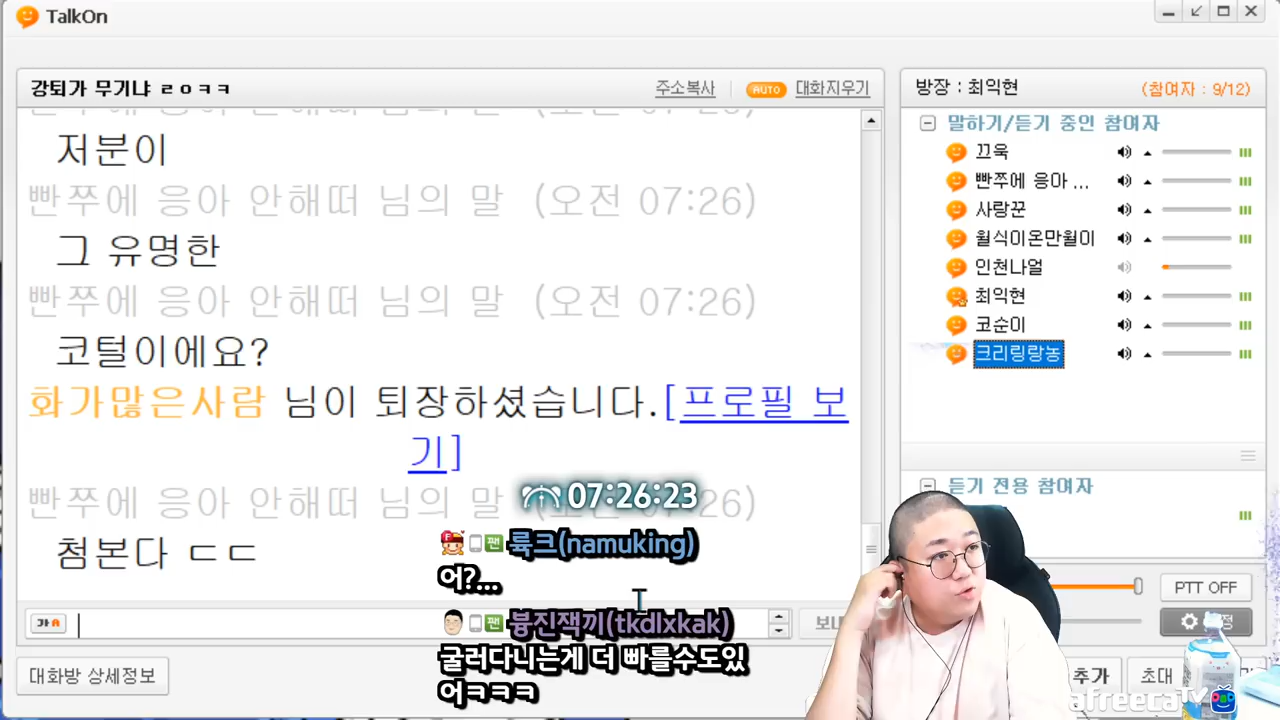 TalkOn
강퇴가 무기냐 ㄹㅇㅋㅋ
주소복사
AUTO
대화지우기
저분이
빤쭈에 응아 안해떠 님의 말 (오전 07:26)
그 유명한
빤쭈에 응아 안해떠 님의 말 (오전 07:26)
코털이에요?
화가많은사람 님이 퇴장하셨습니다.[프로필 보
기]
빤쭈에 응아 안해떠 님의 말
26)
첨본다 ㄷㄷ
07:26:23
팬 륙크(namuking)
어?...
팬 븅진잭끼(tkdlxkak)
굴러다니는게 더 빠를수도있
어ㅋㅋㅋ
가
대화방 상세정보
방장 : 최익현
(참여자 : 9/12)
말하기/듣기 중인 참여자
끄욱
빤쭈에 응아 ...
사랑꾼
월식이온만월이
인천나얼
최익현
코순이
크리링랑농
듣기 전용 참여자
PTT OFF
추가
초대
afreecaTV